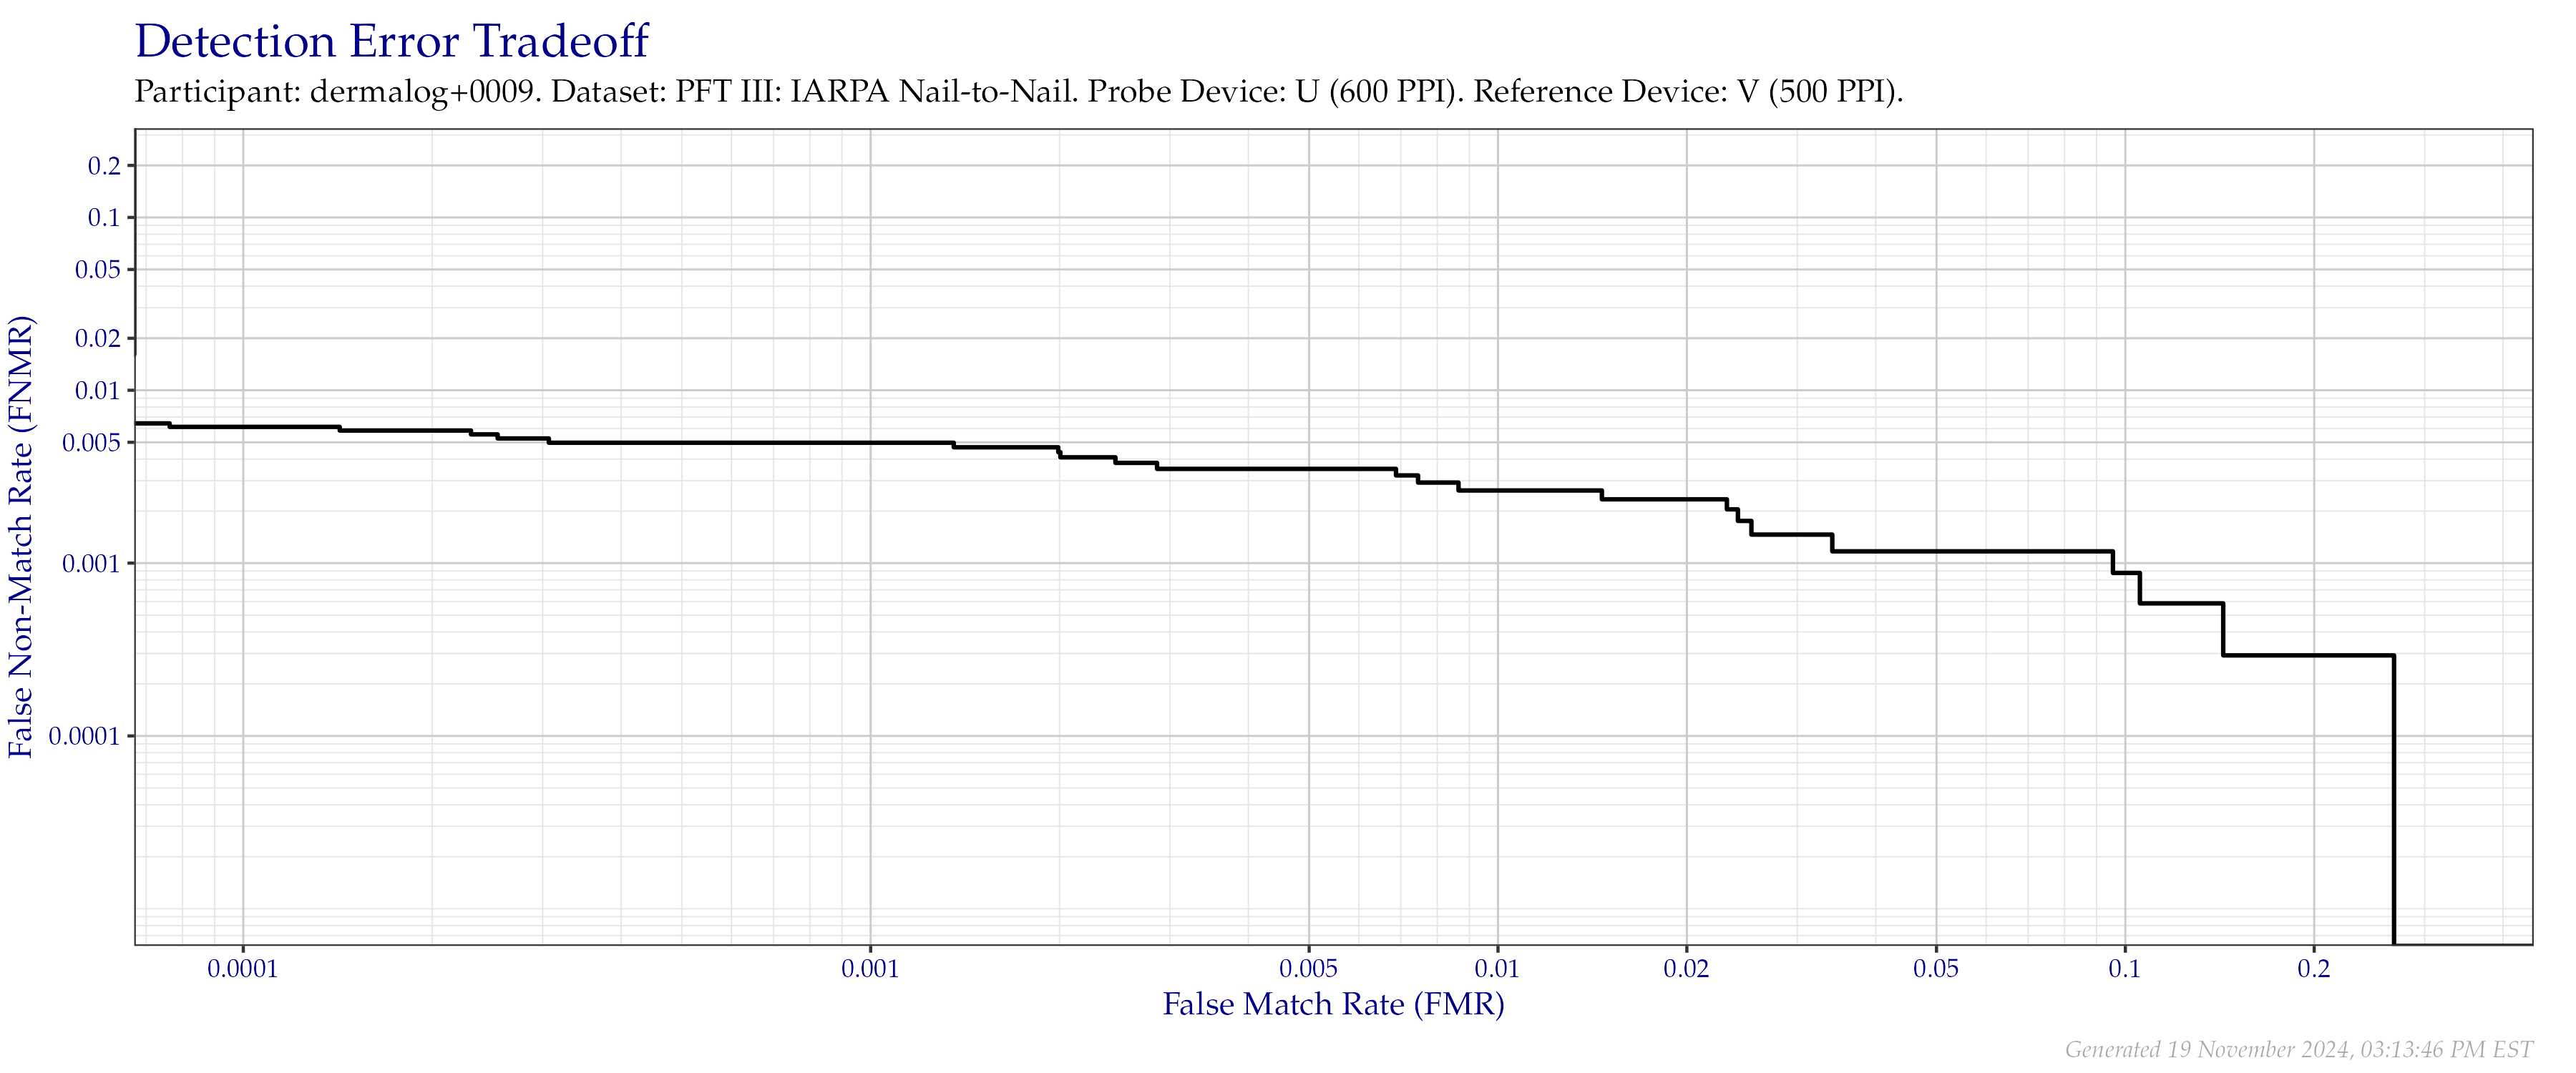 Detection Error Tradeoff
Participant: dermalog+0009. Dataset: PFT III: IARPA Nail-to-Nail. Probe Device: U (600 PPI). Reference Device: V (500 PPI).
False Non-Match Rate (FNMR)
0.2
0.1
0.05
0.02
0.01
0.005
0.001
0.0001
0.0001 0.001 0.005 0.01 0.02 0.05 0.1 0.2
False Match Rate (FMR)
Generated 19 November 2024, 03:13:46 PM EST